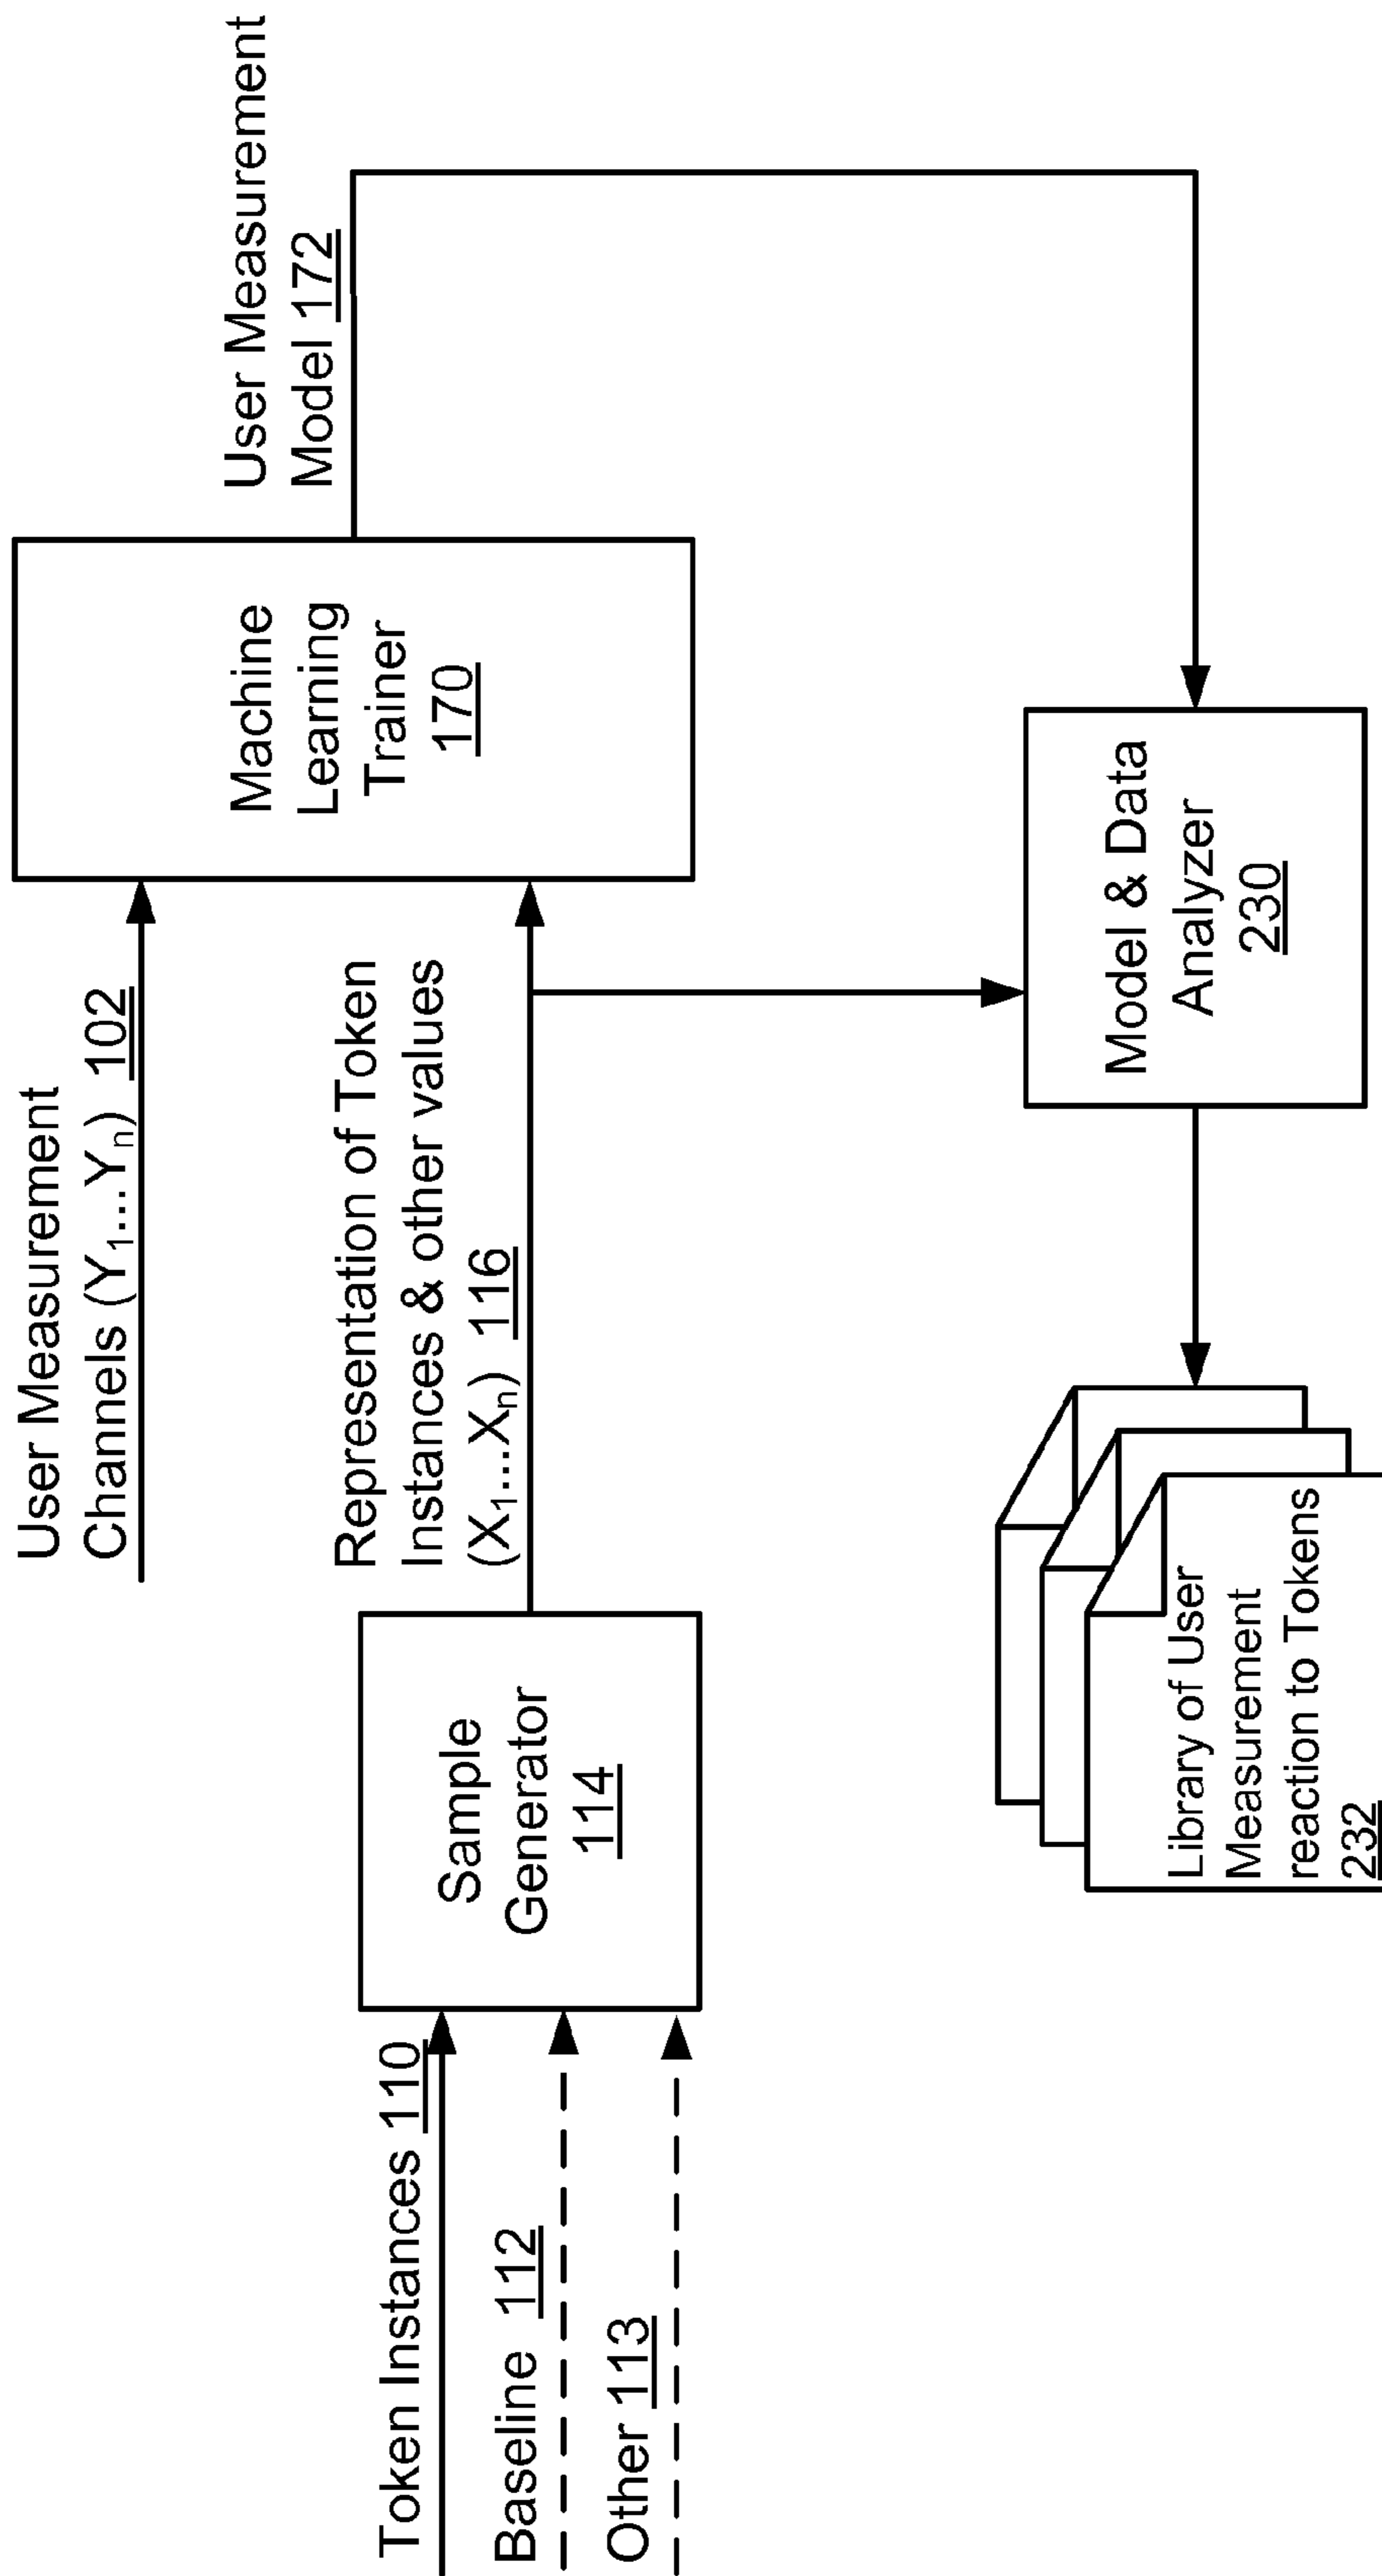 User Measurement
Channels (Y1...Yn) 102
Machine
Learning
Trainer
170
User Measurement
Model 172
Representation of Token
Instances & other values
(X1...Xn) 116
Token Instances 110
Baseline 112
Other 113
Sample
Generator
114
Model & Data
Analyzer
230
Library of User
Measurement
reaction to Tokens
232